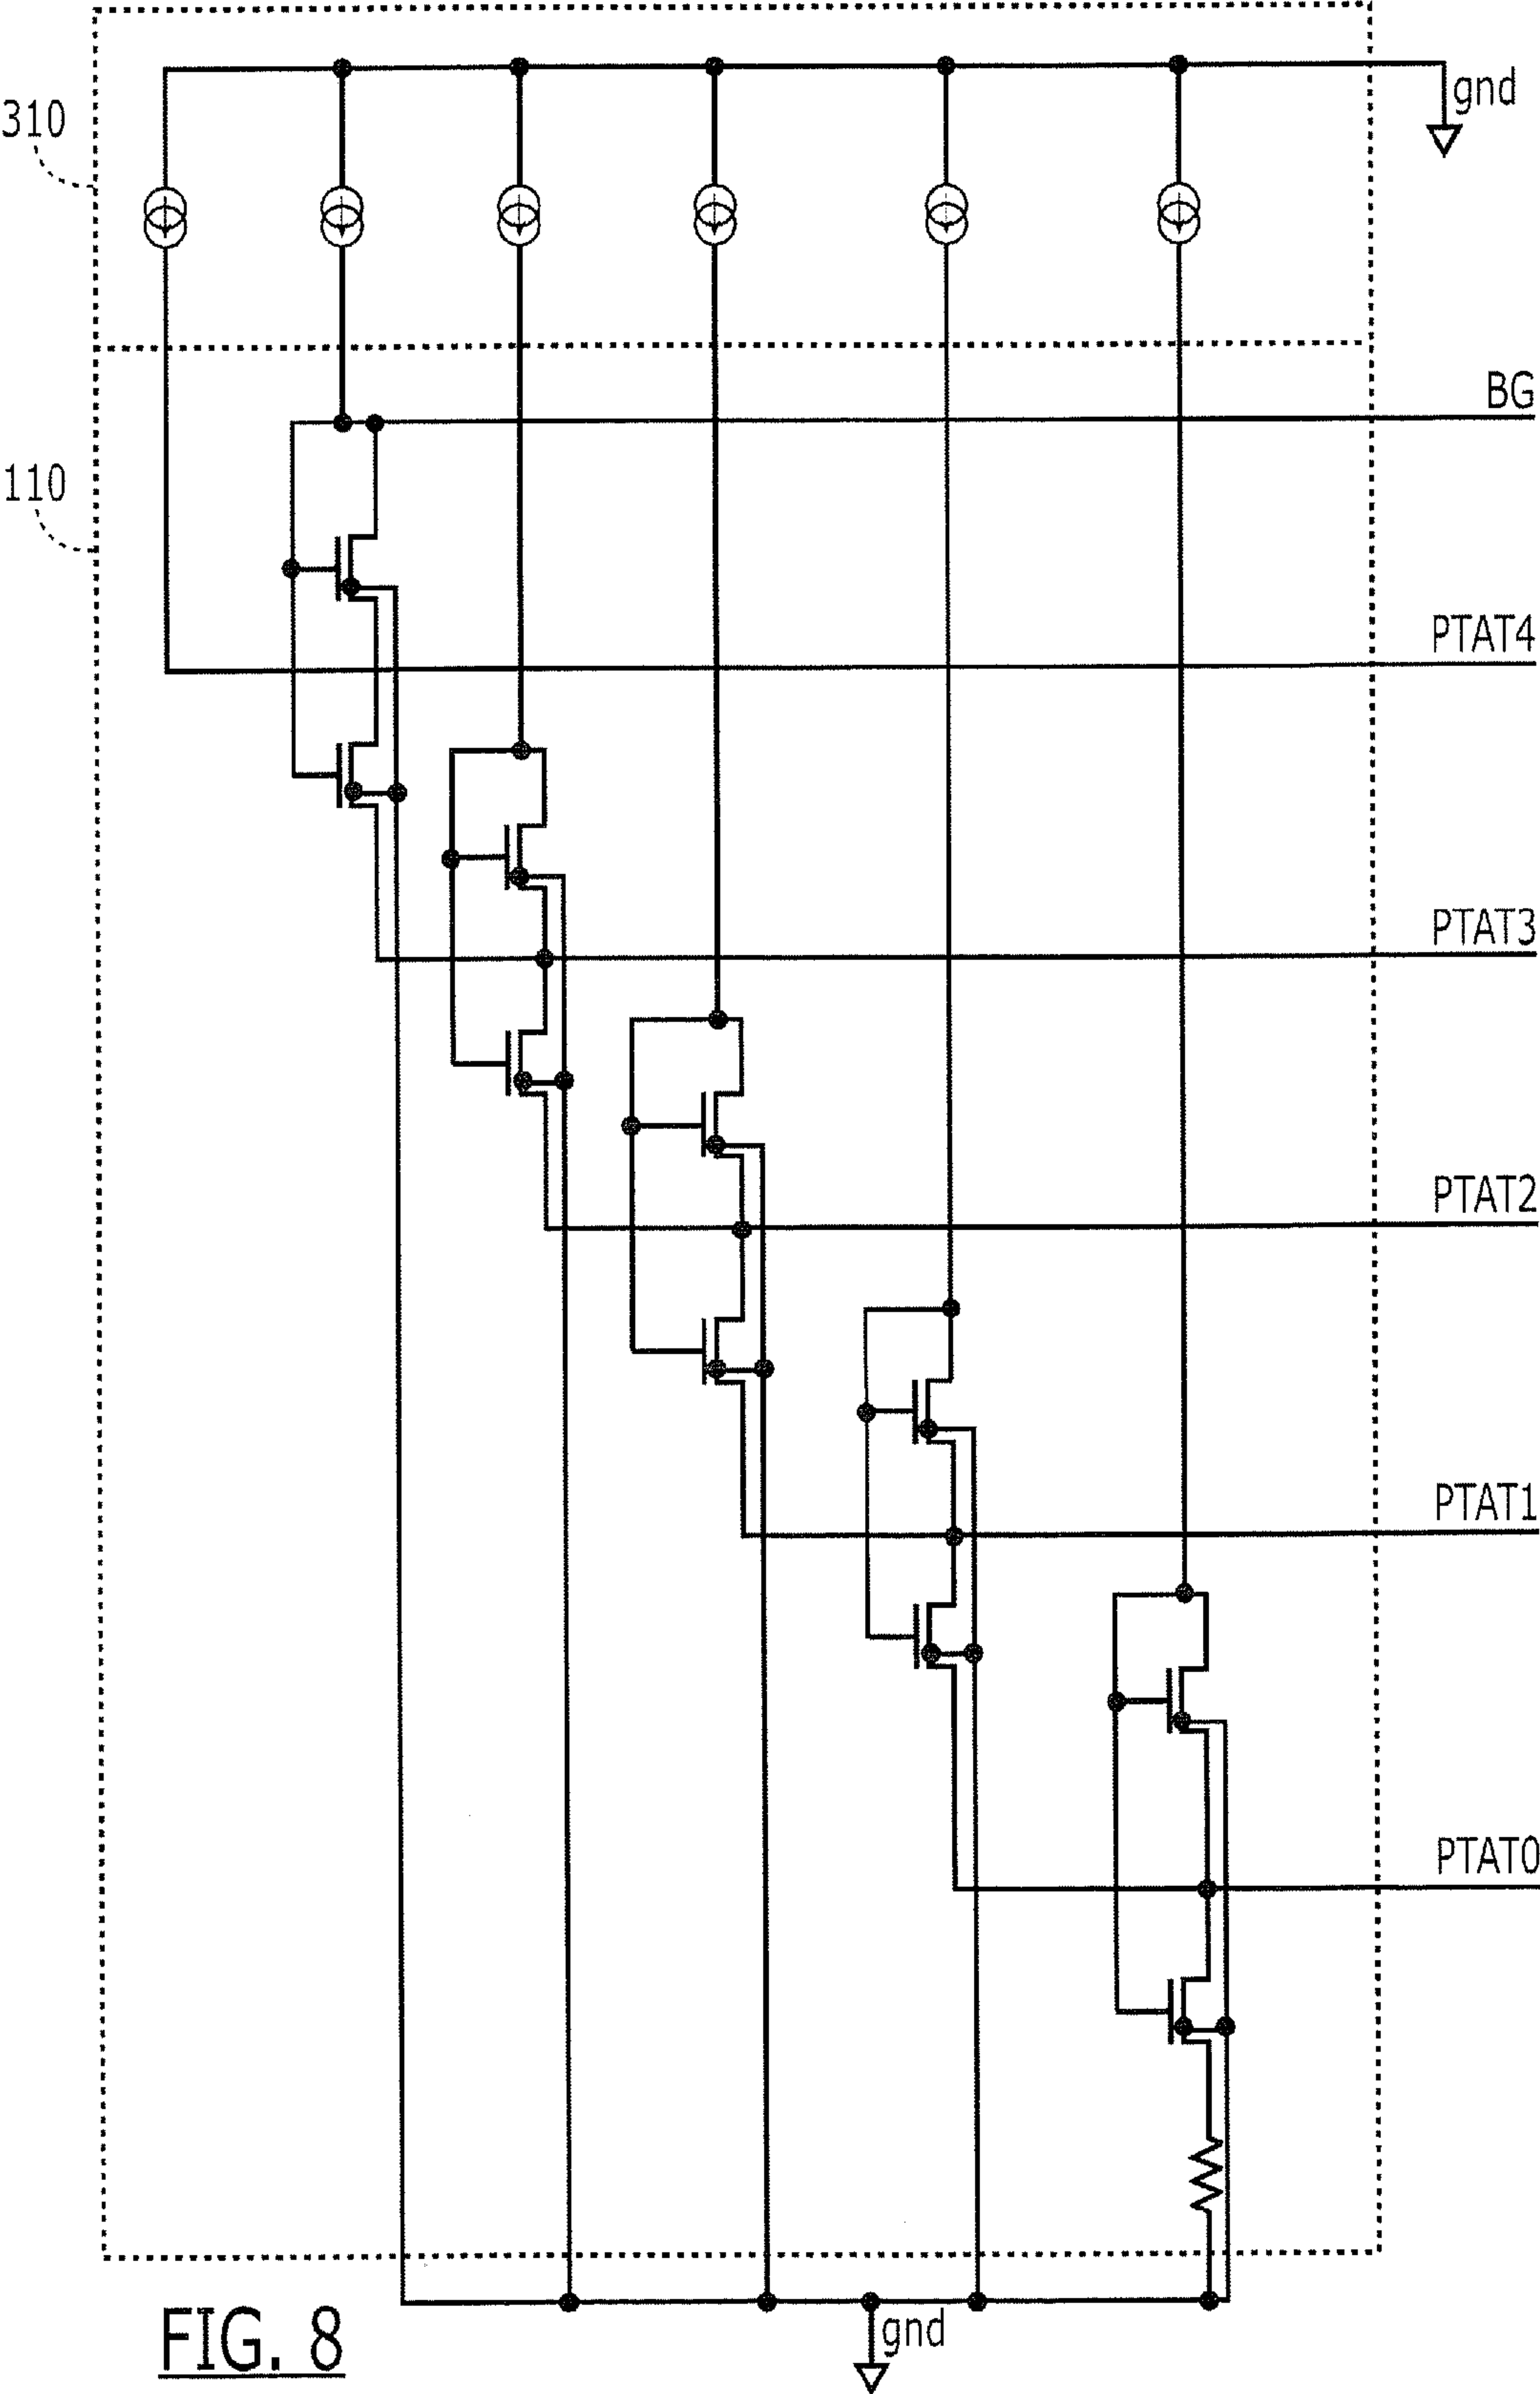 gnd
310
BG
110
PTAT4
PTAT3
PTAT2
PTAT1
PTAT0
gnd
FIG. 8